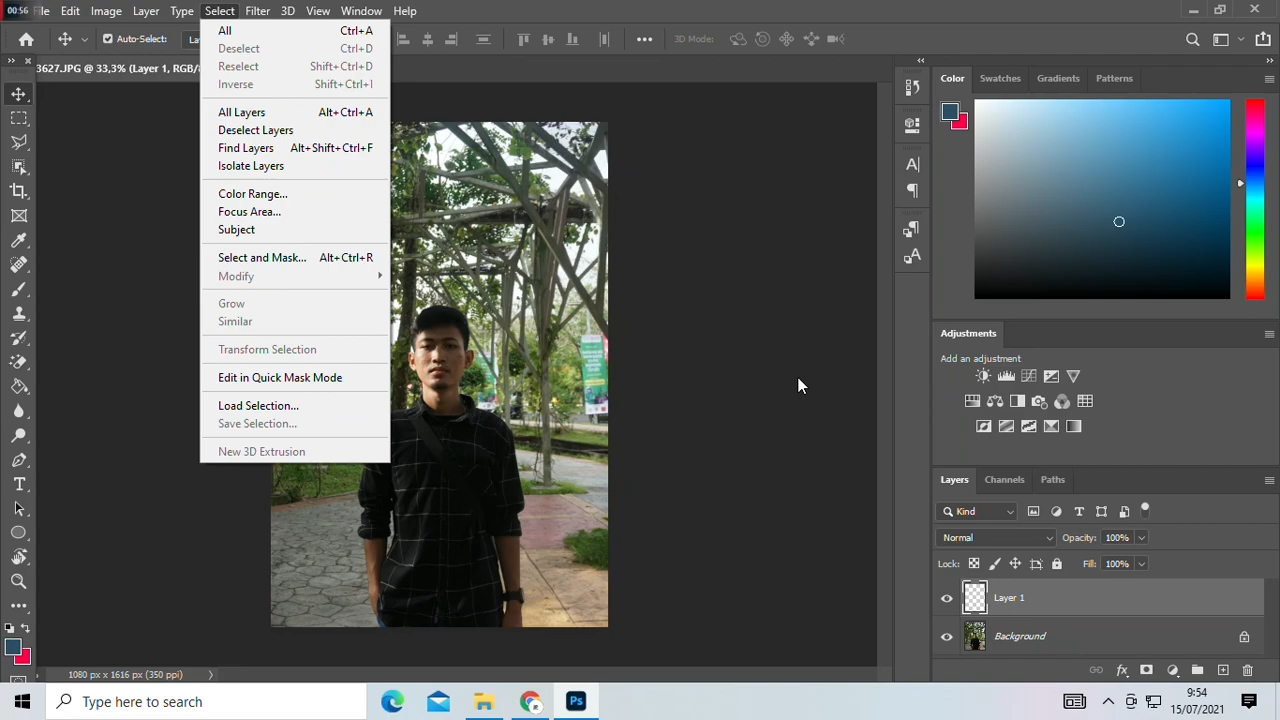 00:56 File Edit Image Layer Type Select Filter 3D View Window Help
Auto-Select: 3D Mode:
3627.JPG @ 33,3% (Layer 1, RGB/8
All Ctrl+A
Deselect Ctrl+D
Reselect Shift+Ctrl+D
Inverse Shift+Ctrl+I
All Layers Alt+Ctrl+A
Deselect Layers
Find Layers Alt+Shift+Ctrl+F
Isolate Layers
Color Range...
Focus Area...
Subject
Select and Mask... Alt+Ctrl+R
Modify
Grow
Similar
Transform Selection
Edit in Quick Mask Mode
Load Selection...
Save Selection...
New 3D Extrusion
Color Swatches Gradients Patterns
Adjustments
Add an adjustment
Layers Channels Paths
Kind
Normal Opacity: 100%
Lock: Fill: 100%
Layer 1
Background
1080 px x 1616 px (350 ppi)
Type here to search
Ps
9:54
15/07/2021